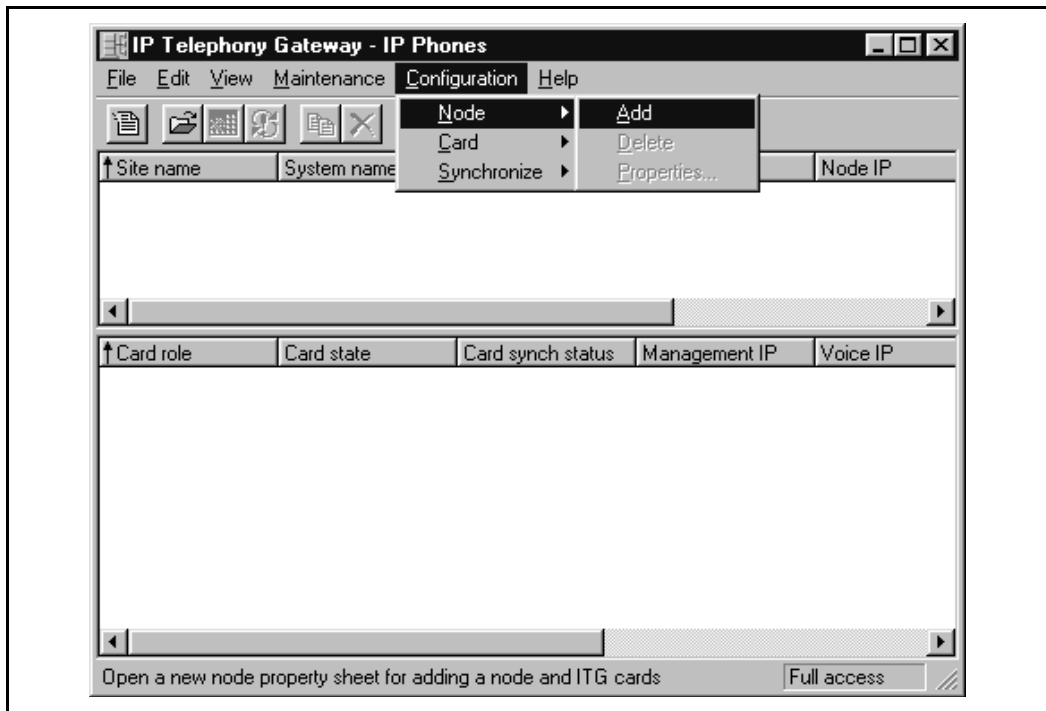 IP Telephony Gateway - IP Phones
File Edit View Maintenance Configuration Help
Node Add
Card Delete
Synchronize Properties...
Site name System name Node IP
Card role Card state Card synch status Management IP Voice IP
Open a new node property sheet for adding a node and ITG cards Full access